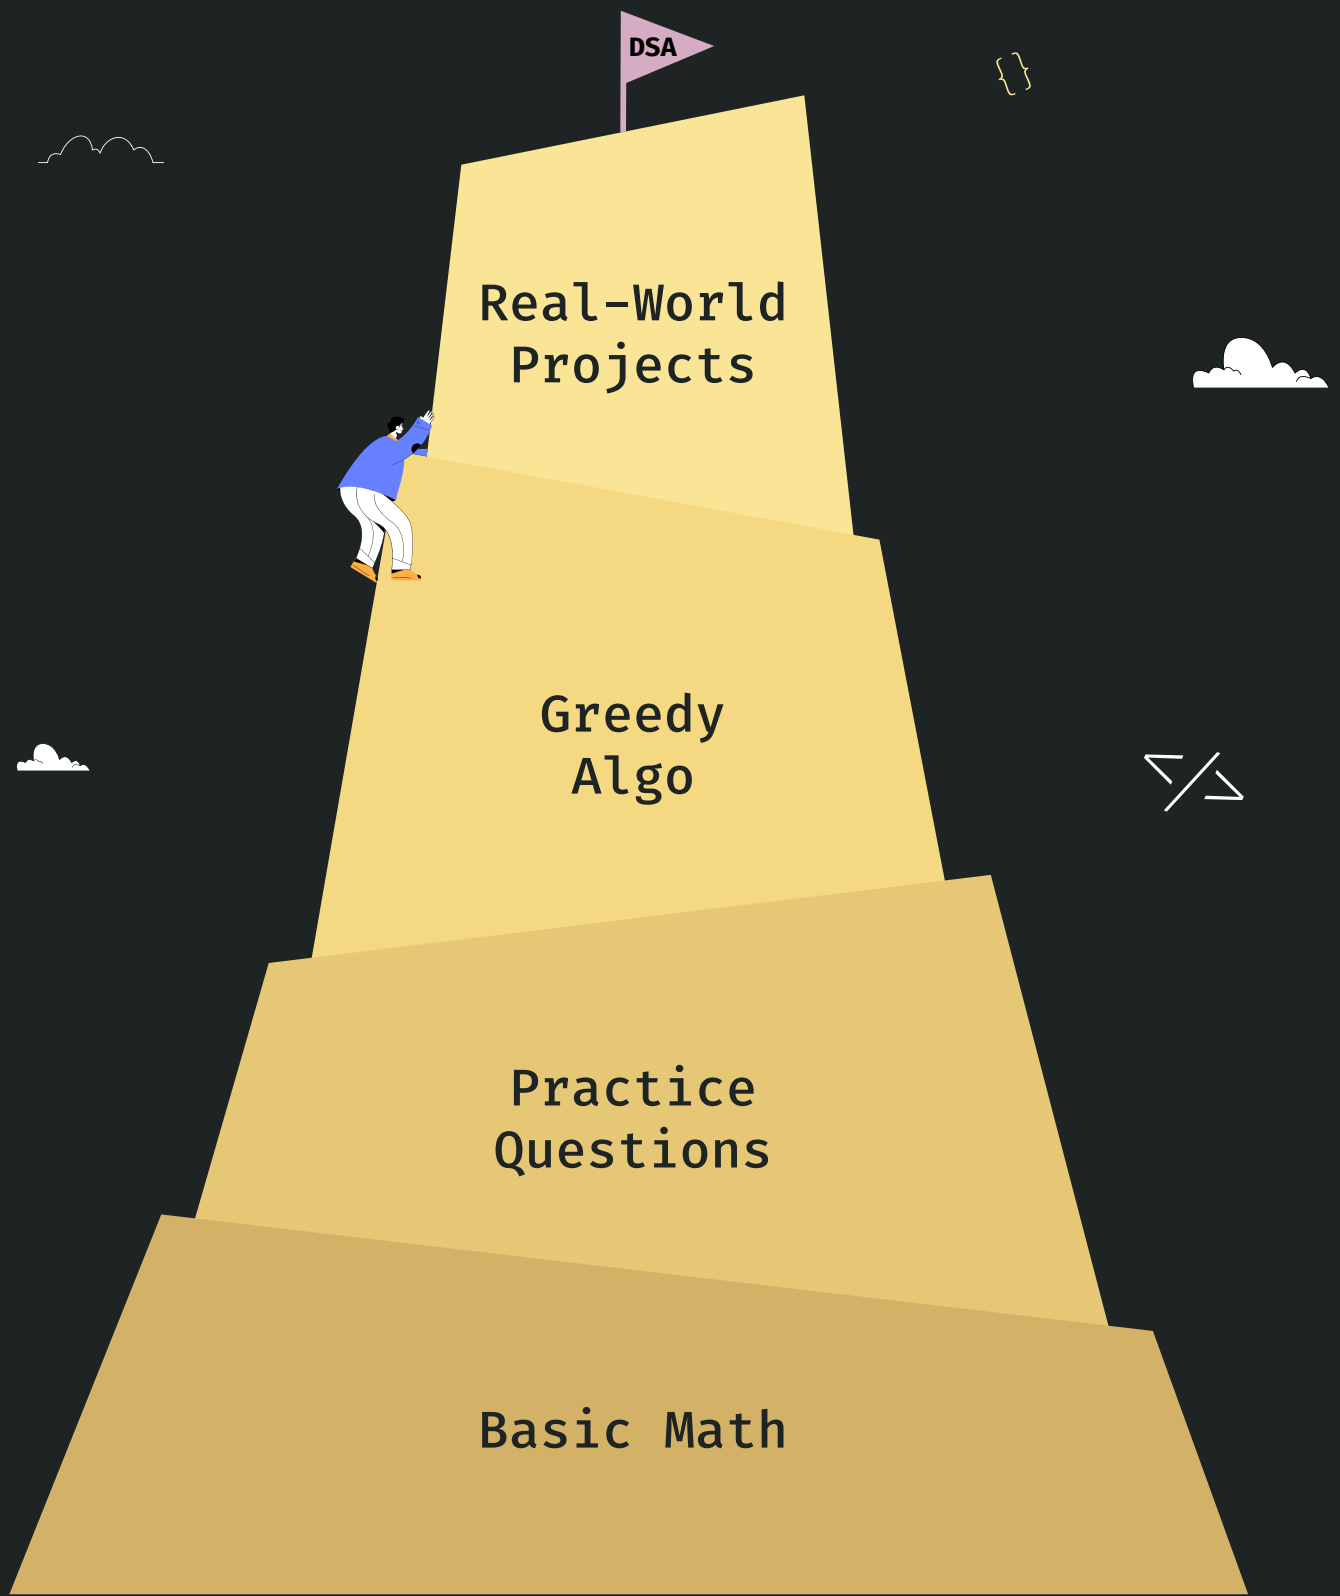 DSA
{}
Real-World
Projects
Greedy
Algo
</>
Practice
Questions
Basic Math